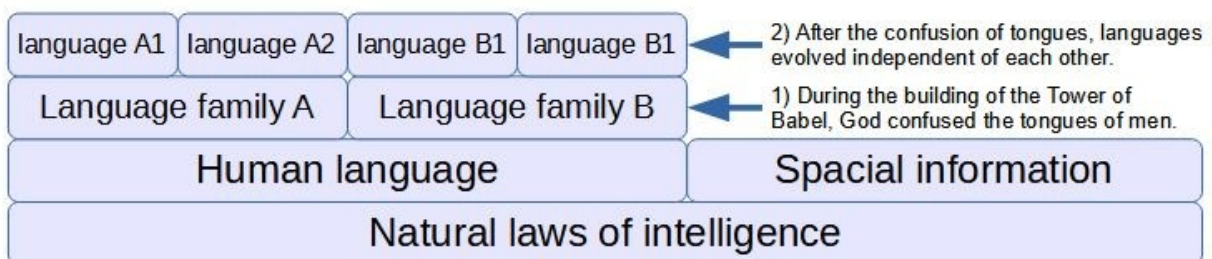 language A1 language A2 language B1 language B1
2) After the confusion of tongues, languages
evolved independent of each other.
Language family A Language family B
1) During the building of the Tower of
Babel, God confused the tongues of men.
Human language Spacial information
Natural laws of intelligence